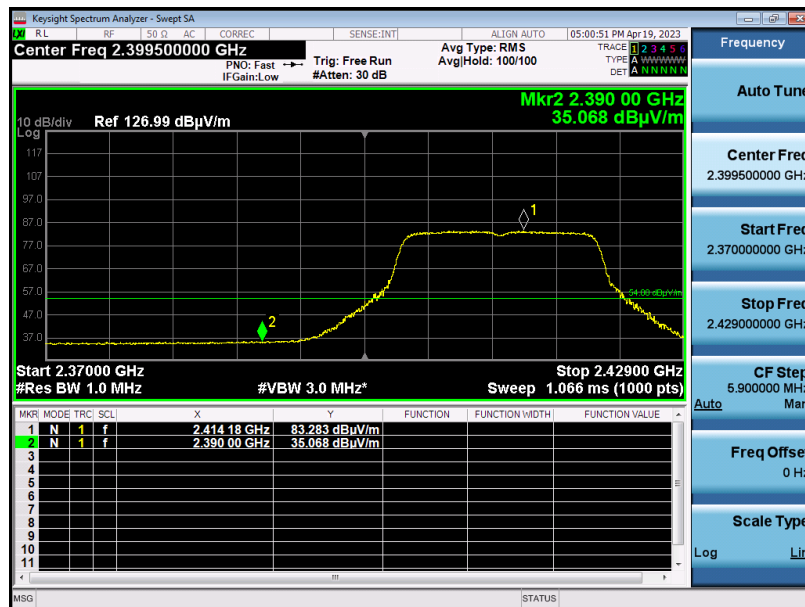 Keysight Spectrum Analyzer - Swept SA
LXI RL RF 50 Ω AC CORREC SENSE:INT ALIGN AUTO 05:00:51 PM Apr 19, 2023
Center Freq 2.399500000 GHz
PNO: Fast
IFGain:Low
Trig: Free Run
#Atten: 30 dB
Avg Type: RMS
Avg|Hold: 100/100
TRACE 1 2 3 4 5 6
TYPE A WWWWW
DET A N N N N N
Mkr2 2.390 00 GHz
35.068 dBµV/m
10 dB/div Ref 126.99 dBµV/m
Log
117
107
97.0
87.0
77.0
67.0
57.0
47.0
37.0
1
2
54.00 dBµV/m
Start 2.37000 GHz Stop 2.42900 GHz
#Res BW 1.0 MHz #VBW 3.0 MHz* Sweep 1.066 ms (1000 pts)
MKR MODE TRC SCL X Y FUNCTION FUNCTION WIDTH FUNCTION VALUE
1 N 1 f 2.414 18 GHz 83.283 dBµV/m
2 N 1 f 2.390 00 GHz 35.068 dBµV/m
3
4
5
6
7
8
9
10
11
MSG STATUS
Frequency
Auto Tune
Center Freq
2.399500000 GHz
Start Freq
2.370000000 GHz
Stop Freq
2.429000000 GHz
CF Step
5.900000 MHz
Auto Man
Freq Offset
0 Hz
Scale Type
Log Lin